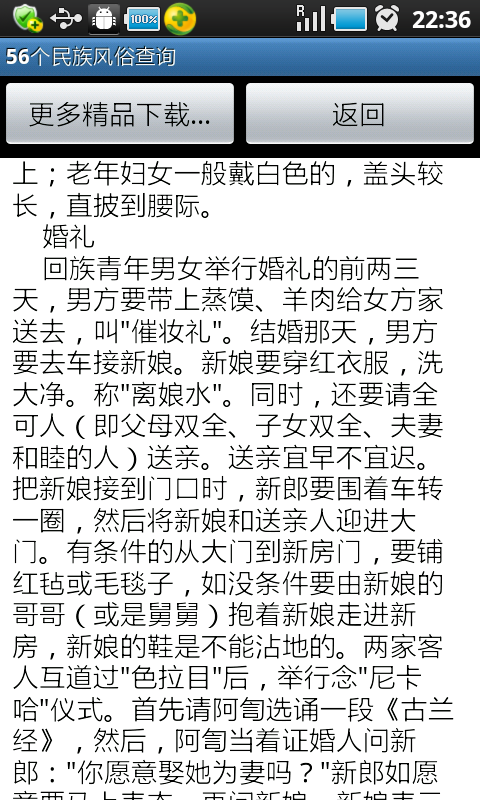 R
100%
22:36
56个民族风俗查询
更多精品下载...
返回
上；老年妇女一般戴白色的，盖头较
长，直披到腰际。
婚礼
回族青年男女举行婚礼的前两三
天，男方要带上蒸馍、羊肉给女方家
送去，叫"催妆礼"。结婚那天，男方
要去车接新娘。新娘要穿红衣服，洗
大净。称"离娘水"。同时，还要请全
可人（即父母双全、子女双全、夫妻
和睦的人）送亲。送亲宜早不宜迟。
把新娘接到门口时，新郎要围着车转
一圈，然后将新娘和送亲人迎进大
门。有条件的从大门到新房门，要铺
红毡或毛毯子，如没条件要由新娘的
哥哥（或是舅舅）抱着新娘走进新
房，新娘的鞋是不能沾地的。两家客
人互道过"色拉目"后，举行念"尼卡
哈"仪式。首先请阿訇选诵一段《古兰
经》，然后，阿訇当着证婚人问新
郎："你愿意娶她为妻吗？"新郎如愿
意要马上表态，再问新娘，新娘表示